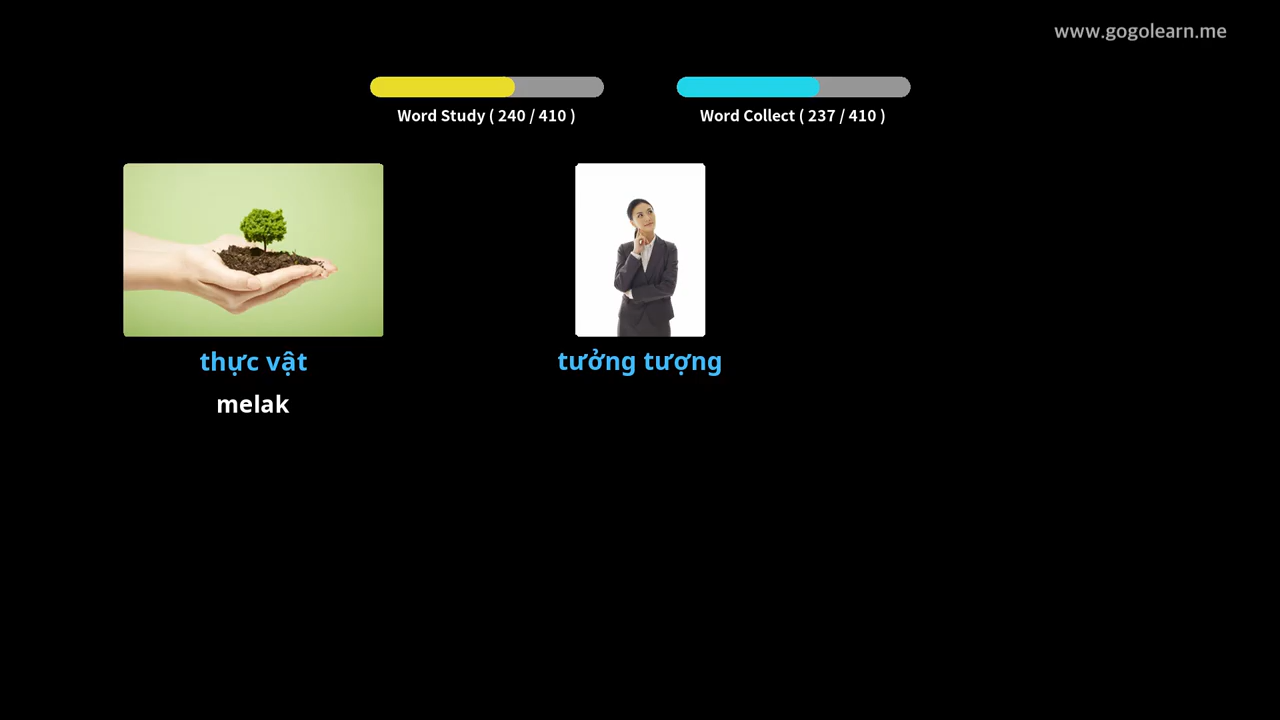 www.gogolearn.me
Word Study ( 240 / 410 )
Word Collect ( 237 / 410 )
thực vật
melak
tưởng tượng